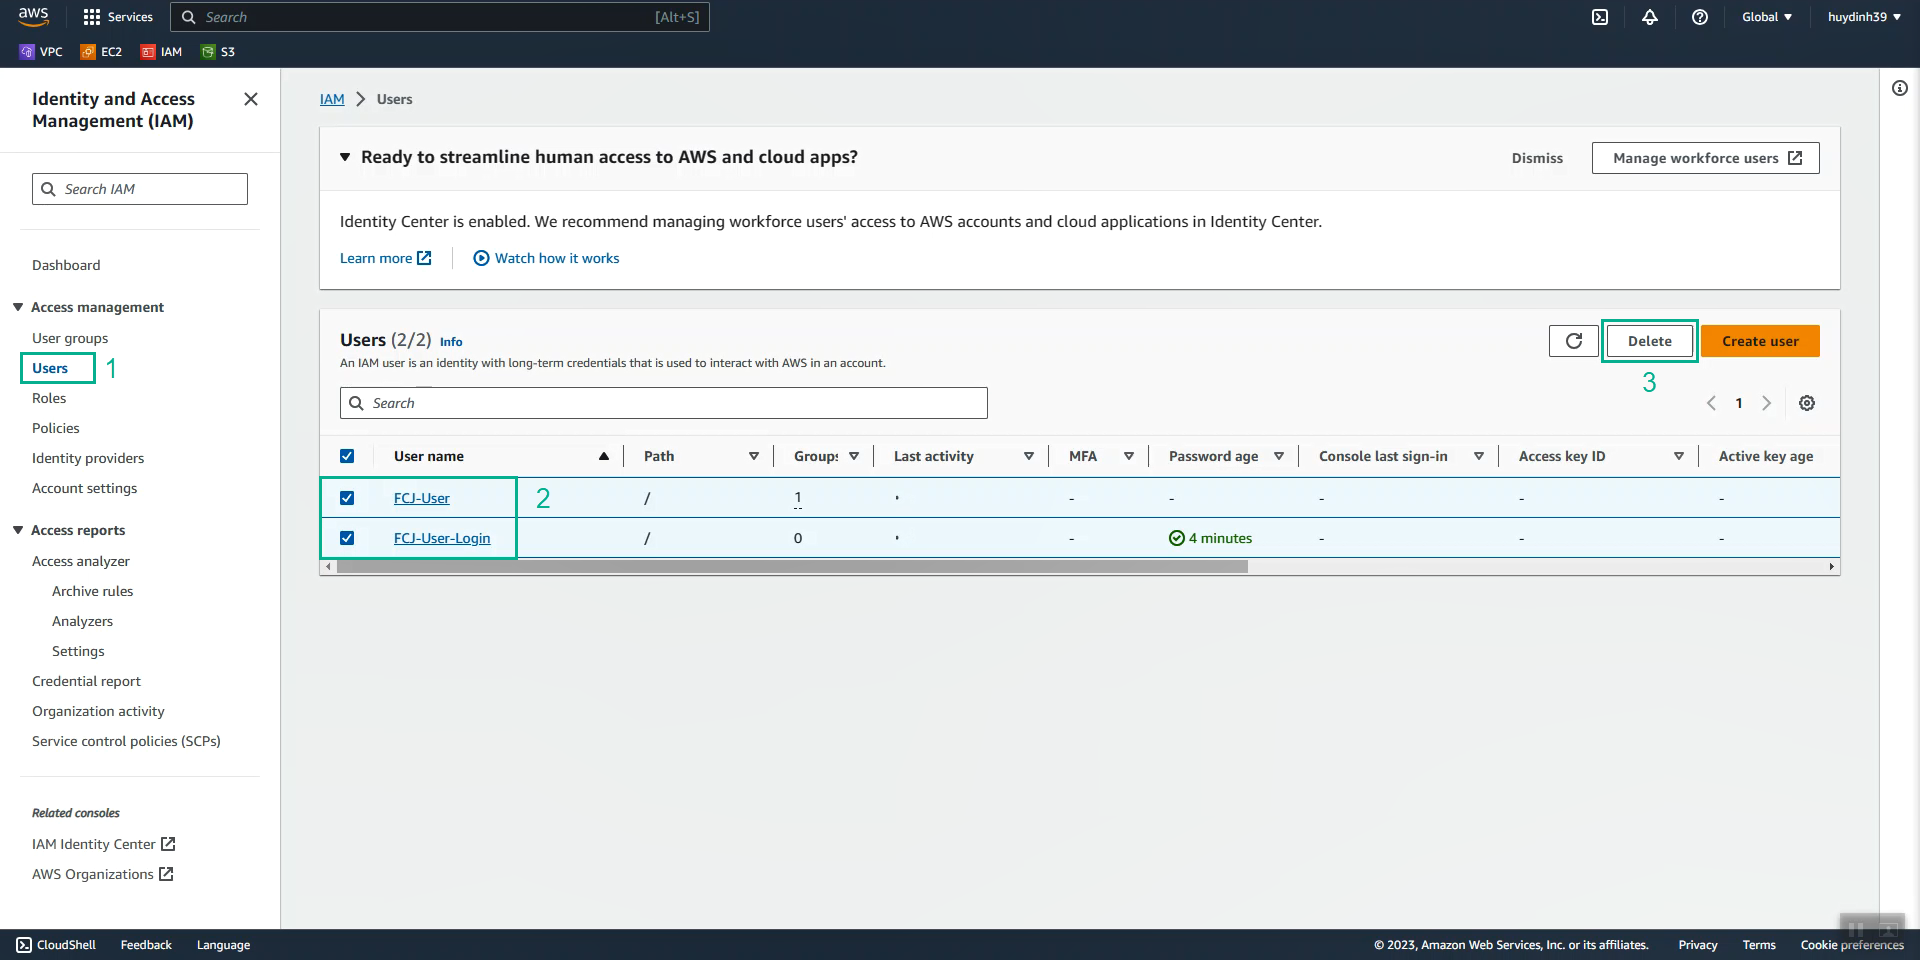 aws
Services
Search
[Alt+S]
Global
huydinh39
VPC
EC2
IAM
S3
Identity and Access
Management (IAM)
Search IAM
Dashboard
Access management
User groups
Users
1
Roles
Policies
Identity providers
Account settings
Access reports
Access analyzer
Archive rules
Analyzers
Settings
Credential report
Organization activity
Service control policies (SCPs)
Related consoles
IAM Identity Center
AWS Organizations
IAM > Users
Ready to streamline human access to AWS and cloud apps?
Dismiss
Manage workforce users
Identity Center is enabled. We recommend managing workforce users' access to AWS accounts and cloud applications in Identity Center.
Learn more
Watch how it works
Users (2/2) Info
An IAM user is an identity with long-term credentials that is used to interact with AWS in an account.
Delete
Create user
3
Search
1
User name Path Groups Last activity MFA Password age Console last sign-in Access key ID Active key age
FCJ-User 2 / 1 - - - - - -
FCJ-User-Login / 0 - - 4 minutes - - -
CloudShell
Feedback
Language
© 2023, Amazon Web Services, Inc. or its affiliates.
Privacy
Terms
Cookie preferences